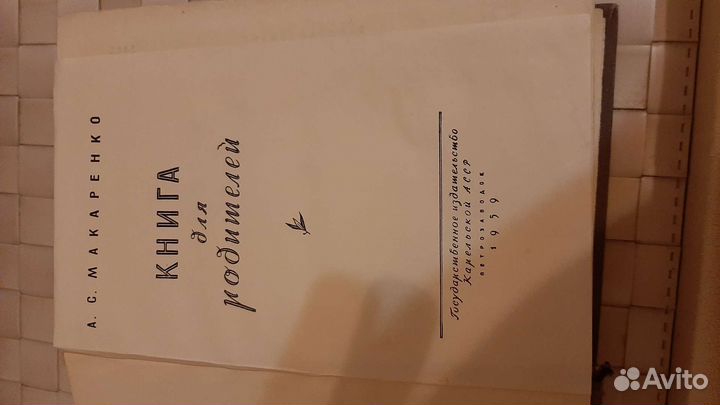 А. С. МАКАРЕНКО
КНИГА
для
родителей
Государственное издательство
Карельской АССР
ПЕТРОЗАВОДСК
1959
Avito